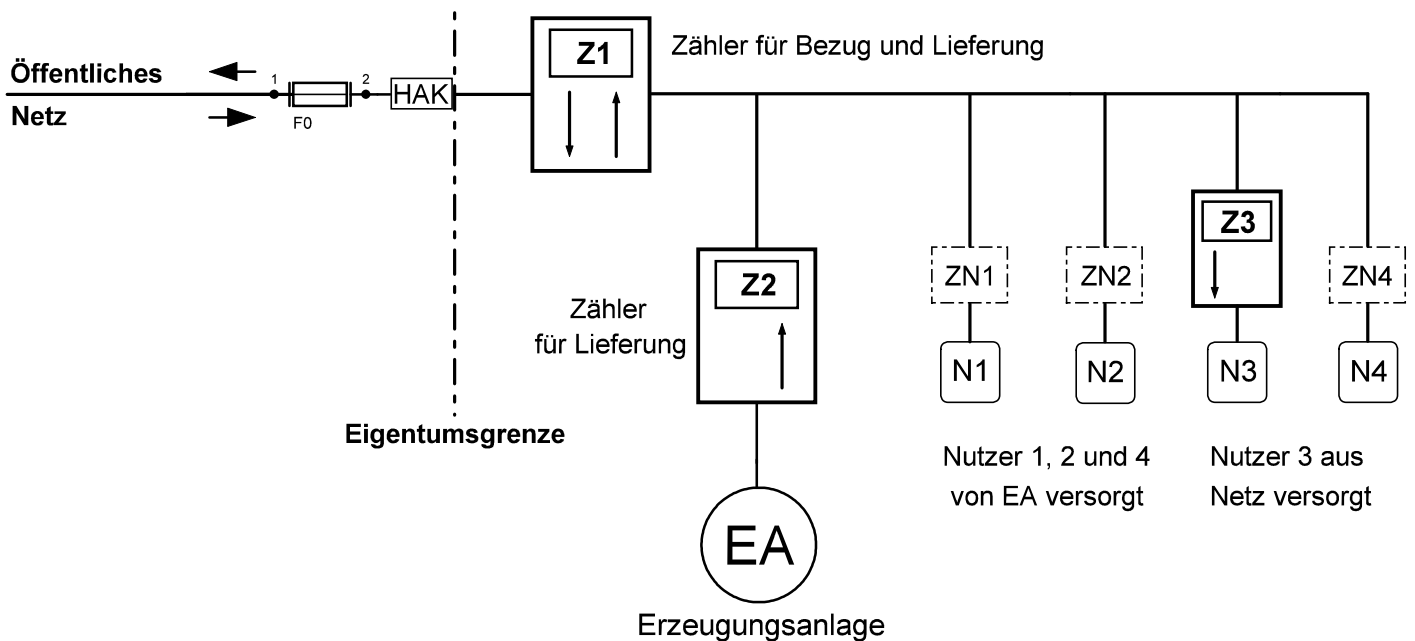 Z1
Zähler für Bezug und Lieferung
Öffentliches
Netz
1
2
F0
HAK
Z2
Zähler
für Lieferung
ZN1
ZN2
Z3
ZN4
N1
N2
N3
N4
Eigentumsgrenze
Nutzer 1, 2 und 4
von EA versorgt
Nutzer 3 aus
Netz versorgt
EA
Erzeugungsanlage